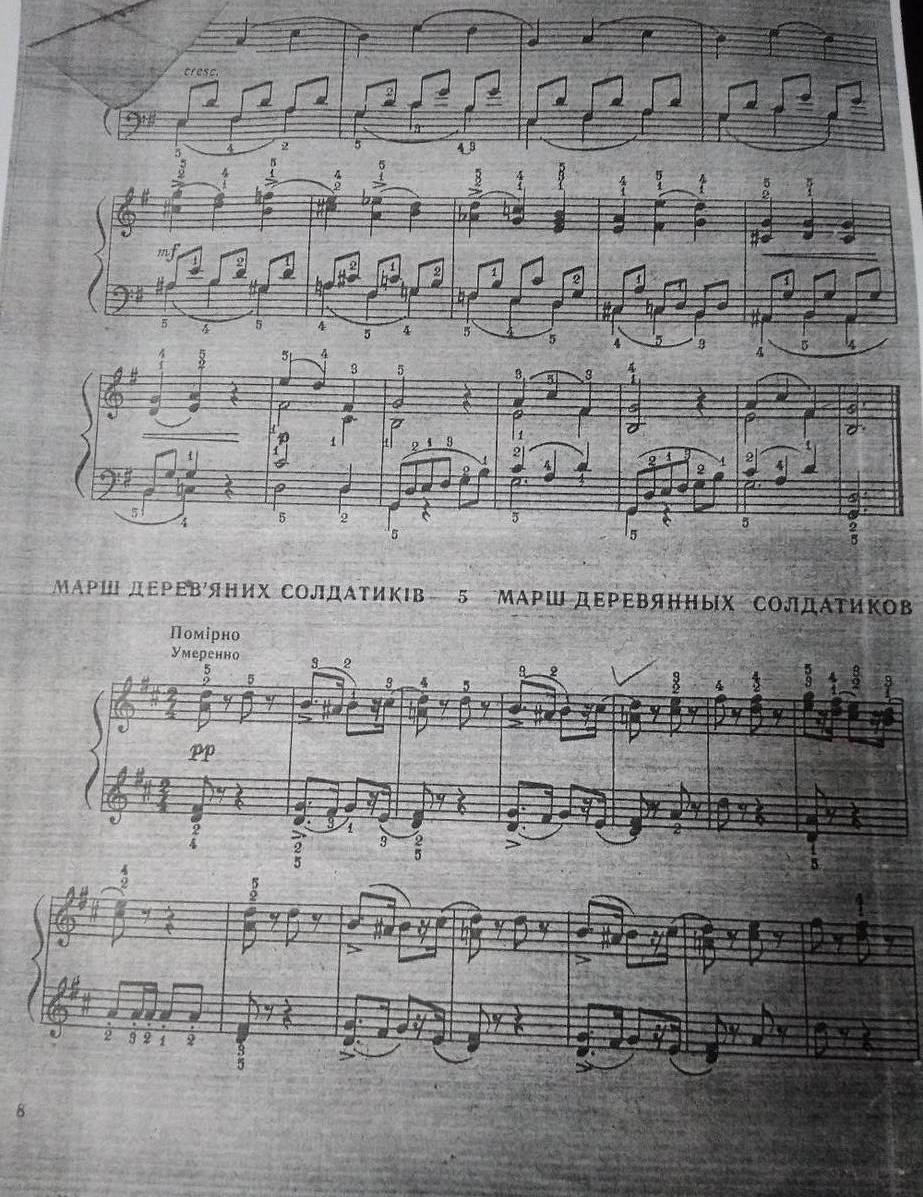 cresc.
mf
p
МАРШ ДЕРЕВ'ЯНИХ СОЛДАТИКІВ 5 МАРШ ДЕРЕВЯННЫХ СОЛДАТИКОВ
Помірно
Умеренно
pp
8